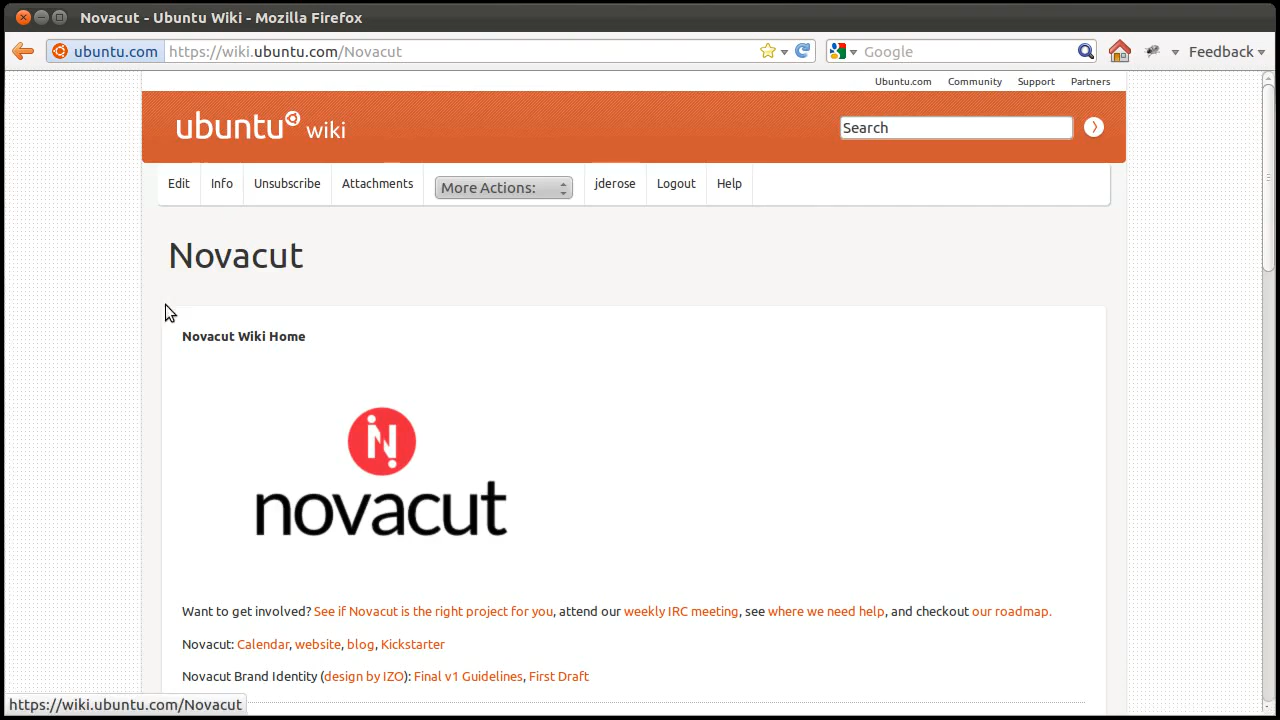 Novacut - Ubuntu Wiki - Mozilla Firefox
ubuntu.com https://wiki.ubuntu.com/Novacut Google Feedback
Ubuntu.com Community Support Partners
ubuntu wiki Search
Edit Info Unsubscribe Attachments More Actions: jderose Logout Help
Novacut
Novacut Wiki Home
N
novacut
Want to get involved? See if Novacut is the right project for you, attend our weekly IRC meeting, see where we need help, and checkout our roadmap.
Novacut: Calendar, website, blog, Kickstarter
Novacut Brand Identity (design by IZO): Final v1 Guidelines, First Draft
https://wiki.ubuntu.com/Novacut